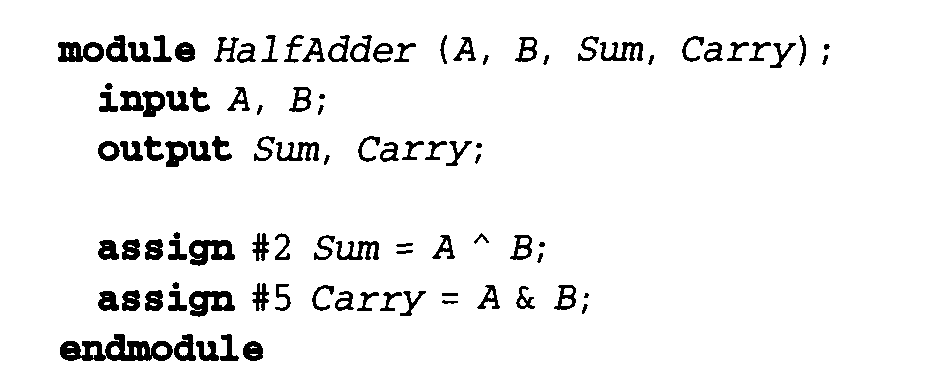 module HalfAdder (A, B, Sum, Carry);
input A, B;
output Sum, Carry;
assign #2 Sum = A ^ B;
assign #5 Carry = A & B;
endmodule